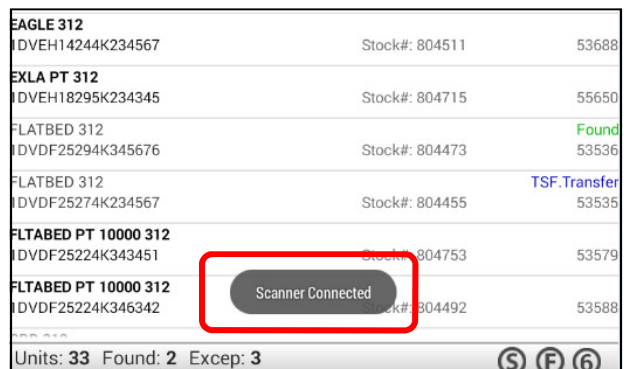 EAGLE 312
1DVEH14244K234567 Stock#: 804511 53688
EXLA PT 312
1DVEH18295K234345 Stock#: 804715 55650
FLATBED 312 Found
1DVDF25294K345676 Stock#: 804473 53536
FLATBED 312 TSF.Transfer
1DVDF25274K234567 Stock#: 804455 53535
FLTABED PT 10000 312
1DVDF25224K343451 Stock#: 804753 53579
FLTABED PT 10000 312
1DVDF25224K346342 Scanner Connected 804492 53588
Units: 33 Found: 2 Excep: 3 S F 6